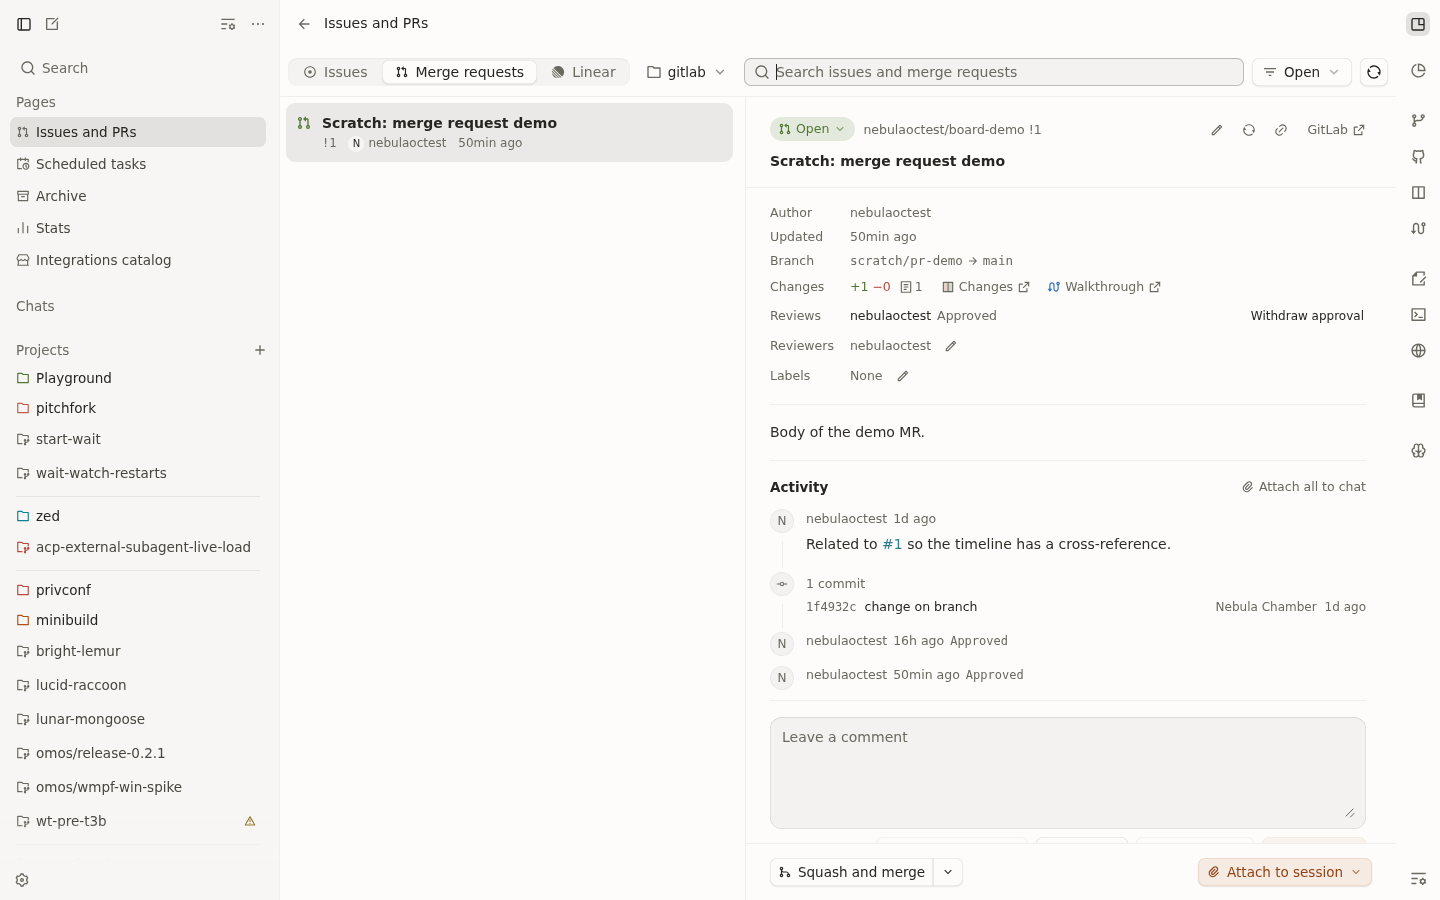 Issues and PRs
Search
Pages
Issues and PRs
Scheduled tasks
Archive
Stats
Integrations catalog
Chats
Projects
Playground
pitchfork
start-wait
wait-watch-restarts
zed
acp-external-subagent-live-load
privconf
minibuild
bright-lemur
lucid-raccoon
lunar-mongoose
omos/release-0.2.1
omos/wmpf-win-spike
wt-pre-t3b
Issues Merge requests Linear gitlab Search issues and merge requests Open
Scratch: merge request demo
!1 N nebulaoctest 50min ago
Open nebulaoctest/board-demo !1 GitLab
Scratch: merge request demo
Author nebulaoctest
Updated 50min ago
Branch scratch/pr-demo → main
Changes +1 −0 1 Changes Walkthrough
Reviews nebulaoctest Approved Withdraw approval
Reviewers nebulaoctest
Labels None
Body of the demo MR.
Activity Attach all to chat
N nebulaoctest 1d ago
Related to #1 so the timeline has a cross-reference.
1 commit
1f4932c change on branch Nebula Chamber 1d ago
N nebulaoctest 16h ago Approved
N nebulaoctest 50min ago Approved
Leave a comment
Squash and merge Attach to session